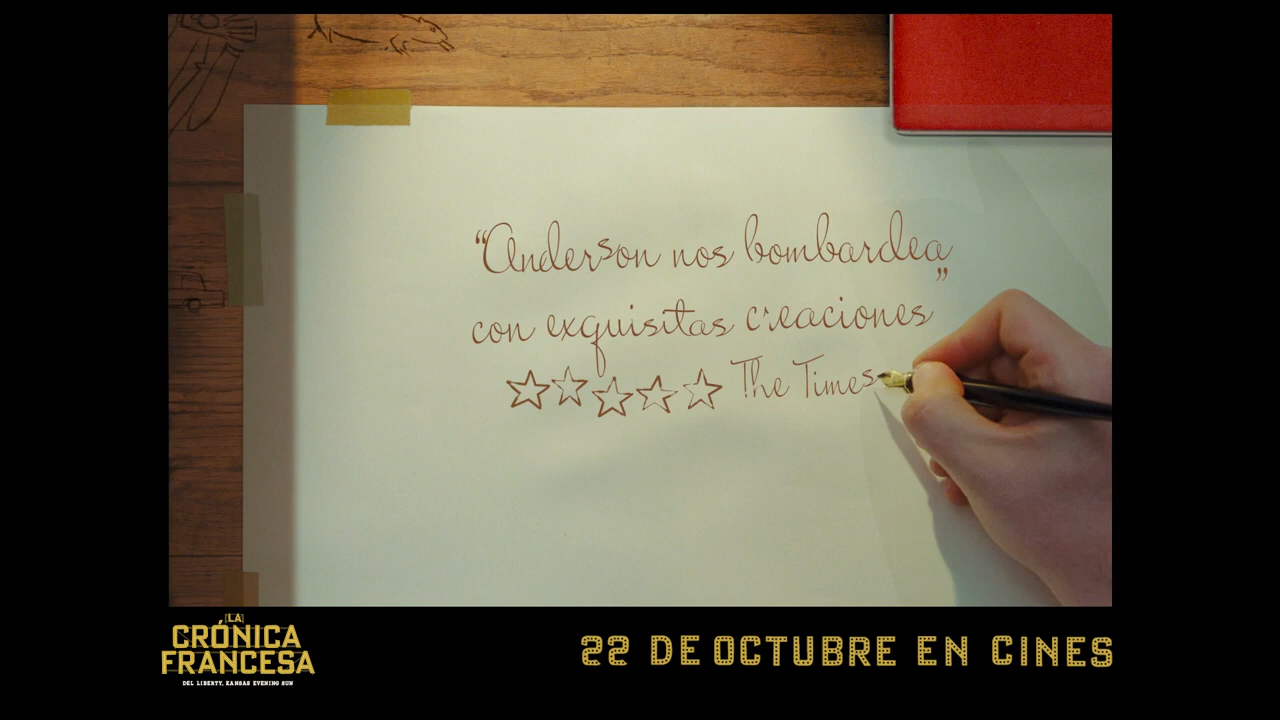 “Anderson nos bombardea
con exquisitas creaciones”
The Times
LA
CRÓNICA
FRANCESA
DEL LIBERTY, KANSAS EVENING SUN
22 DE OCTUBRE EN CINES